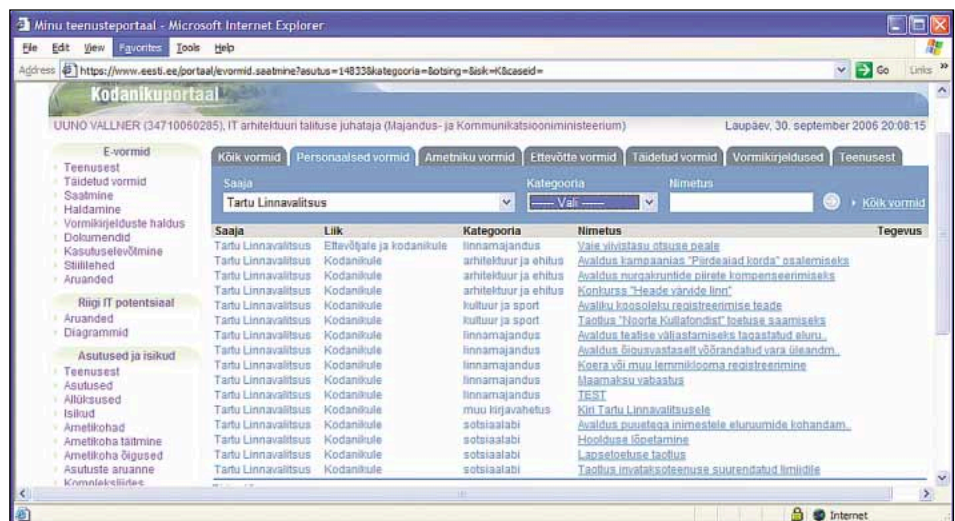 Minu teenusteportaal - Microsoft Internet Explorer
File Edit View Favorites Tools Help
Address https://www.eesti.ee/portaal/evormid.saatmine?asutus=14833&kategooria=&otsing=&isk=K&caseid= Go Links »
Kodanikuportaal
UUNO VALLNER (34710060285), IT arhitektuuri talituse juhataja (Majandus- ja Kommunikatsiooniministeerium) Laupäev, 30. september 2006 20:08:15
E-vormid
Teenusest
Täidetud vormid
Saatmine
Haldamine
Vormikirjelduste haldus
Dokumendid
Kasutuselevõtmine
Stiililehed
Aruanded
Riigi IT potentsiaal
Aruanded
Diagrammid
Asutused ja isikud
Teenusest
Asutused
Allüksused
Isikud
Ametikohad
Ametikoha täitmine
Ametikoha õigused
Asutuste aruanne
Kompleksliides
Kõik vormid Personaalsed vormid Ametniku vormid Ettevõtte vormid Täidetud vormid Vormikirjeldused Teenusest
Saaja Kategooria Nimetus
Tartu Linnavalitsus ------ Vali ------ Kõik vormid
Saaja Liik Kategooria Nimetus Tegevus
Tartu Linnavalitsus Ettevõtjale ja kodanikule linnamajandus Vaie viivistasu otsuse peale
Tartu Linnavalitsus Kodanikule arhitektuur ja ehitus Avaldus kampaanias "Piirdeaiad korda" osalemiseks
Tartu Linnavalitsus Kodanikule arhitektuur ja ehitus Avaldus nurgakruntide piirete kompenseerimiseks
Tartu Linnavalitsus Kodanikule arhitektuur ja ehitus Konkurss "Heade värvide linn"
Tartu Linnavalitsus Kodanikule kultuur ja sport Avaliku koosoleku registreerimise teade
Tartu Linnavalitsus Kodanikule kultuur ja sport Taotlus "Noorte Kullafondist" toetuse saamiseks
Tartu Linnavalitsus Kodanikule linnamajandus Avaldus teatise väljastamiseks tagastatud eluru..
Tartu Linnavalitsus Kodanikule linnamajandus Avaldus õigusvastaselt võõrandatud vara üleandm..
Tartu Linnavalitsus Kodanikule linnamajandus Koera või muu lemmiklooma registreerimine
Tartu Linnavalitsus Kodanikule linnamajandus Maamaksu vabastus
Tartu Linnavalitsus Kodanikule linnamajandus TEST
Tartu Linnavalitsus Kodanikule muu kirjavahetus Kiri Tartu Linnavalitsusele
Tartu Linnavalitsus Kodanikule sotsiaalabi Avaldus puuetega inimestele eluruumide kohandam..
Tartu Linnavalitsus Kodanikule sotsiaalabi Hoolduse lõpetamine
Tartu Linnavalitsus Kodanikule sotsiaalabi Lapsetoetuse taotlus
Tartu Linnavalitsus Kodanikule sotsiaalabi Taotlus invataksoteenuse suurendatud limiidile
Internet